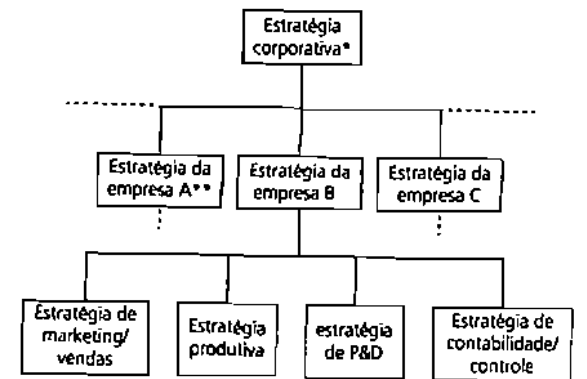 Estratégia
corporativa*
Estratégia da
empresa A**
Estratégia da
empresa B
Estratégia da
empresa C
Estratégia de
marketing/
vendas
Estratégia
produtiva
estratégia
de P&D
Estratégia de
contabilidade/
controle